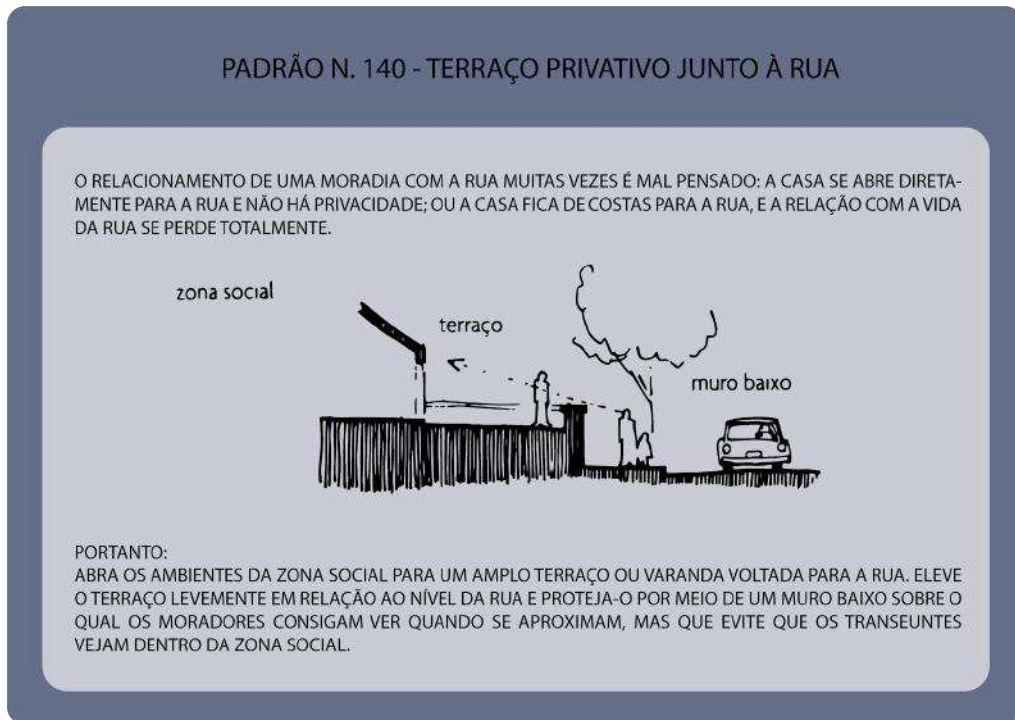 PADRÃO N. 140 - TERRAÇO PRIVATIVO JUNTO À RUA
O RELACIONAMENTO DE UMA MORADIA COM A RUA MUITAS VEZES É MAL PENSADO: A CASA SE ABRE DIRETA-
MENTE PARA A RUA E NÃO HÁ PRIVACIDADE; OU A CASA FICA DE COSTAS PARA A RUA, E A RELAÇÃO COM A VIDA
DA RUA SE PERDE TOTALMENTE.
zona social
terraço
muro baixo
PORTANTO:
ABRA OS AMBIENTES DA ZONA SOCIAL PARA UM AMPLO TERRAÇO OU VARANDA VOLTADA PARA A RUA. ELEVE
O TERRAÇO LEVEMENTE EM RELAÇÃO AO NÍVEL DA RUA E PROTEJA-O POR MEIO DE UM MURO BAIXO SOBRE O
QUAL OS MORADORES CONSIGAM VER QUANDO SE APROXIMAM, MAS QUE EVITE QUE OS TRANSEUNTES
VEJAM DENTRO DA ZONA SOCIAL.